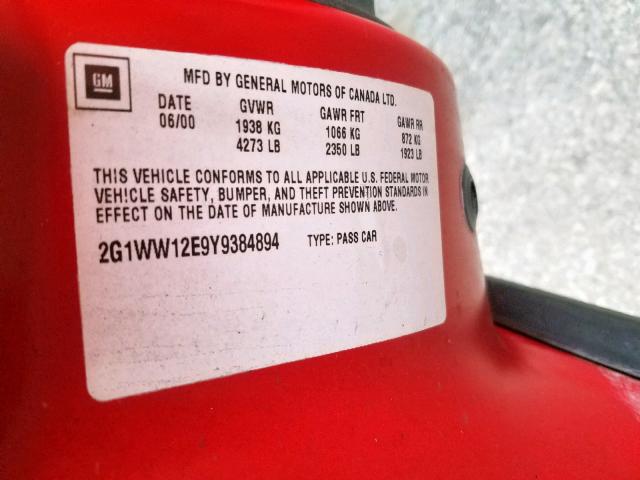 GM
MFD BY GENERAL MOTORS OF CANADA LTD.
DATE GVWR GAWR FRT GAWR RR
06/00 1938 KG 1066 KG 872 KG
4273 LB 2350 LB 1923 LB
THIS VEHICLE CONFORMS TO ALL APPLICABLE U.S. FEDERAL MOTOR
VEHICLE SAFETY, BUMPER, AND THEFT PREVENTION STANDARDS IN
EFFECT ON THE DATE OF MANUFACTURE SHOWN ABOVE.
2G1WW12E9Y9384894 TYPE: PASS CAR